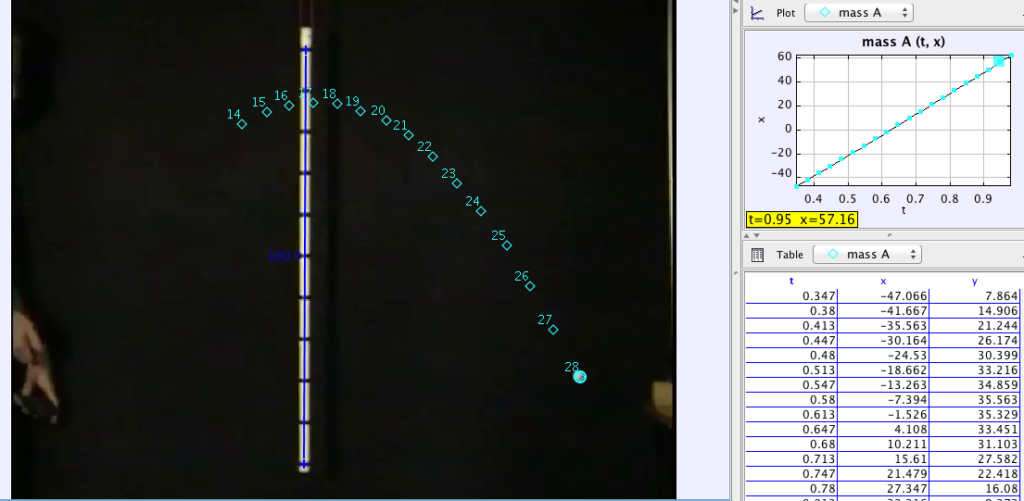 14
15
16
17
18
19
20
21
22
23
24
25
26
27
28
100
Plot mass A
mass A (t, x)
60
40
20
0
-20
-40
x
0.4 0.5 0.6 0.7 0.8 0.9
t
t=0.95 x=57.16
Table mass A
t x y
0.347 -47.066 7.864
0.38 -41.667 14.906
0.413 -35.563 21.244
0.447 -30.164 26.174
0.48 -24.53 30.399
0.513 -18.662 33.216
0.547 -13.263 34.859
0.58 -7.394 35.563
0.613 -1.526 35.329
0.647 4.108 33.451
0.68 10.211 31.103
0.713 15.61 27.582
0.747 21.479 22.418
0.78 27.347 16.08